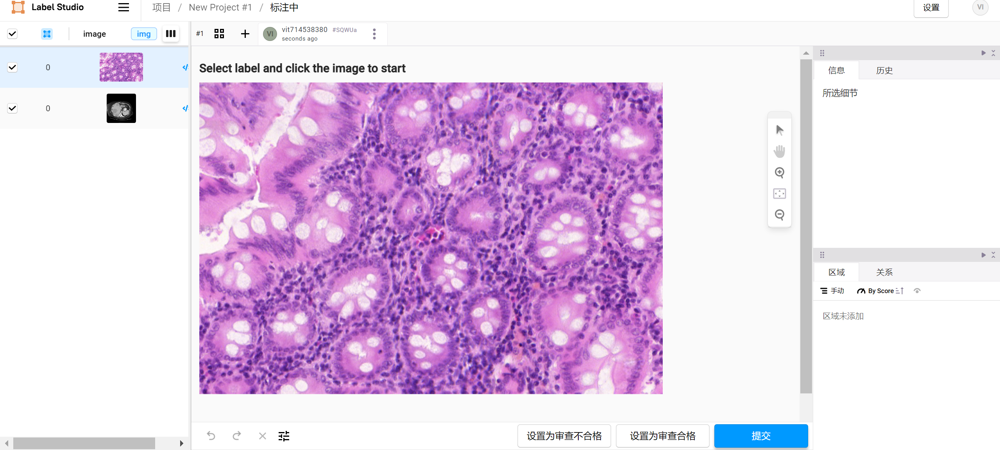 Label Studio
项目 / New Project #1 / 标注中
设置
VI
image
img
#1
VI
vit714538380 #SQWUa
seconds ago
0
0
Select label and click the image to start
信息
历史
所选细节
区域
关系
手动
By Score
区域未添加
设置为审查不合格
设置为审查合格
提交